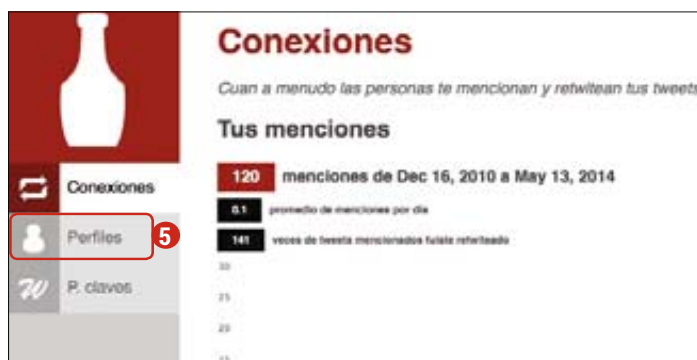 Conexiones
Cuan a menudo las personas te mencionan y retwitean tus tweets
Tus menciones
120 menciones de Dec 16, 2010 a May 13, 2014
0.1 promedio de menciones por día
141 veces de tweets mencionados fuiste retwiteado
30
25
20
15
Conexiones
Perfiles 5
P. claves